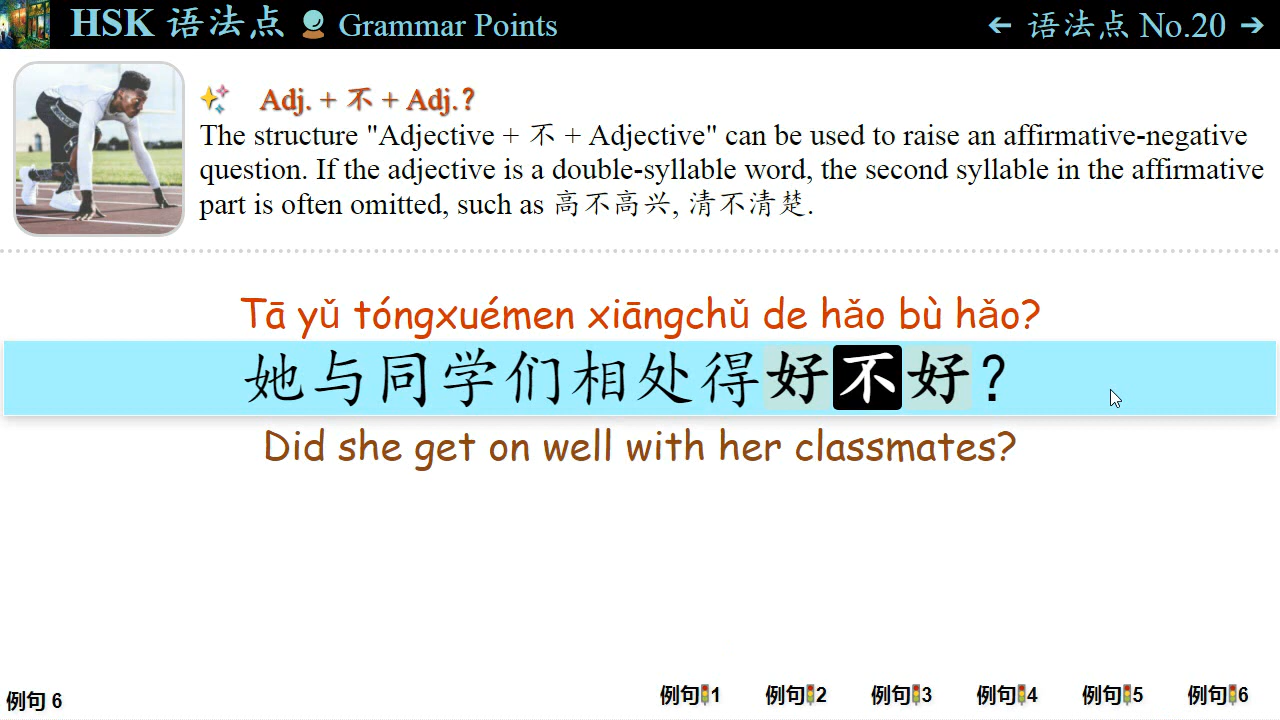 HSK 语法点 Grammar Points
← 语法点 No.20 →
Adj. + 不 + Adj.?
The structure "Adjective + 不 + Adjective" can be used to raise an affirmative-negative
question. If the adjective is a double-syllable word, the second syllable in the affirmative
part is often omitted, such as 高不高兴, 清不清楚.
Tā yǔ tóngxuémen xiāngchǔ de hǎo bù hǎo?
她与同学们相处得好不好？
Did she get on well with her classmates?
例句 6
例句🚦1 例句🚦2 例句🚦3 例句🚦4 例句🚦5 例句🚦6